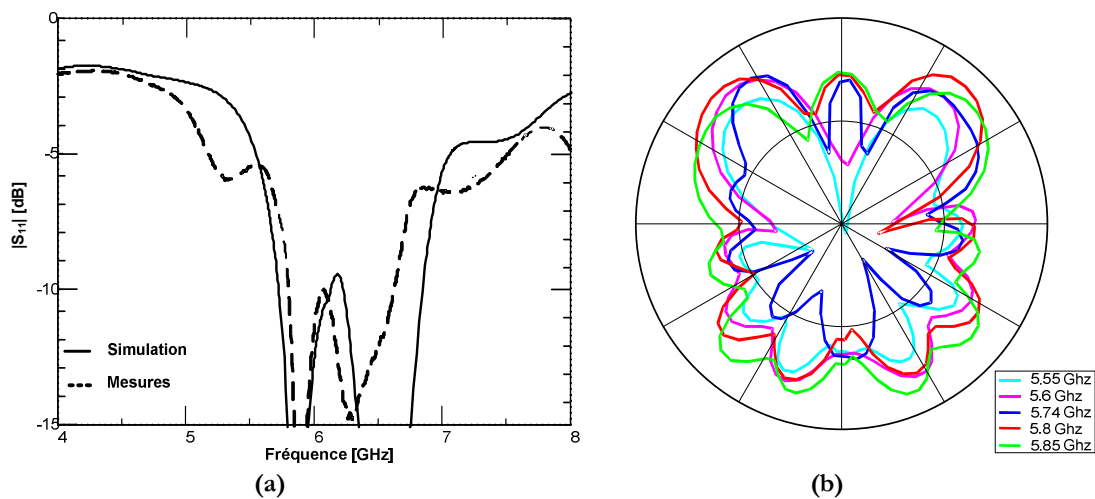 0
-5
-10
-15
|S11| [dB]
Simulation
Mesures
4
5
6
7
8
Fréquence [GHz]
(a)
5,55 Ghz
5.6 Ghz
5.74 Ghz
5.8 Ghz
5.85 Ghz
(b)